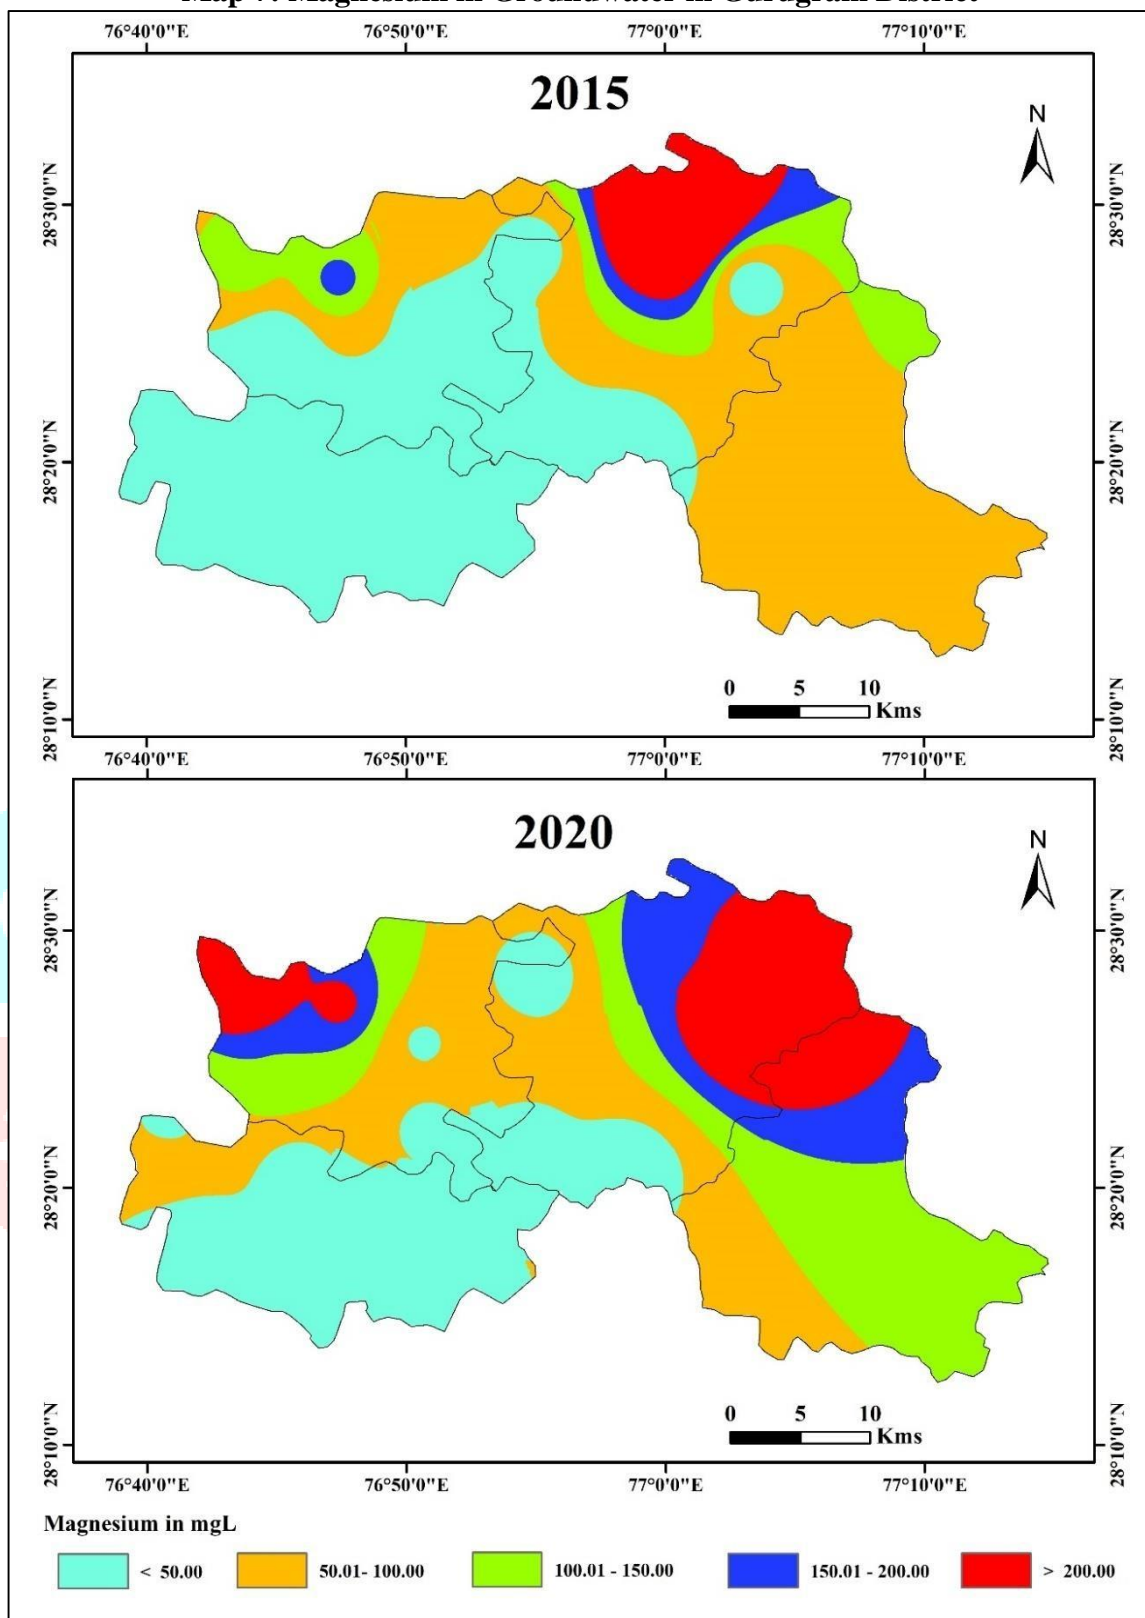 Map 7: Magnesium in Groundwater in Gurugram District
76°40'0"E 76°50'0"E 77°0'0"E 77°10'0"E
2015
N
28°30'0"N 28°30'0"N
28°20'0"N 28°20'0"N
0 5 10
Kms
28°10'0"N 28°10'0"N
76°40'0"E 76°50'0"E 77°0'0"E 77°10'0"E
2020
N
28°30'0"N 28°30'0"N
28°20'0"N 28°20'0"N
0 5 10
Kms
28°10'0"N 28°10'0"N
76°40'0"E 76°50'0"E 77°0'0"E 77°10'0"E
Magnesium in mgL
< 50.00 50.01- 100.00 100.01 - 150.00 150.01 - 200.00 > 200.00